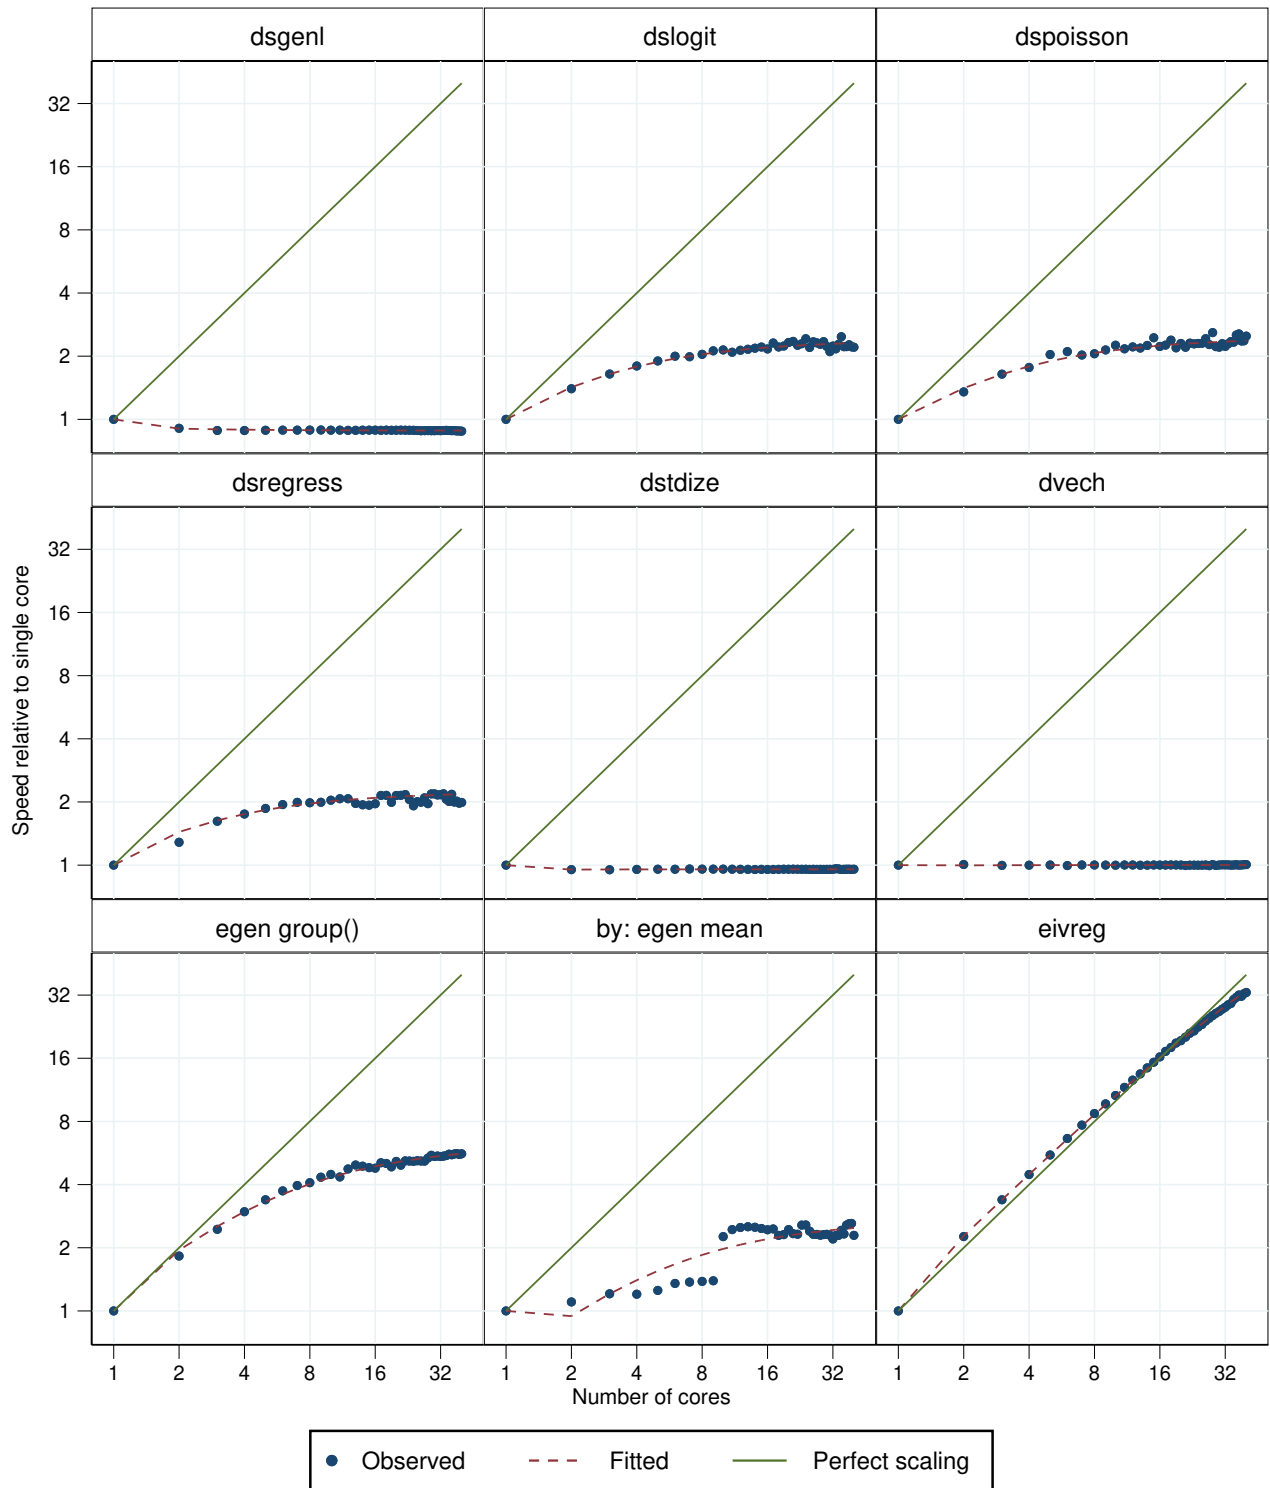 dsgenl
dslogit
dspoisson
32
16
8
4
2
1
dsregress
dstdize
dvech
32
16
8
4
2
1
egen group()
by: egen mean
eivreg
32
16
8
4
2
1
Speed relative to single core
1 2 4 8 16 32
1 2 4 8 16 32
1 2 4 8 16 32
Number of cores
Observed
Fitted
Perfect scaling